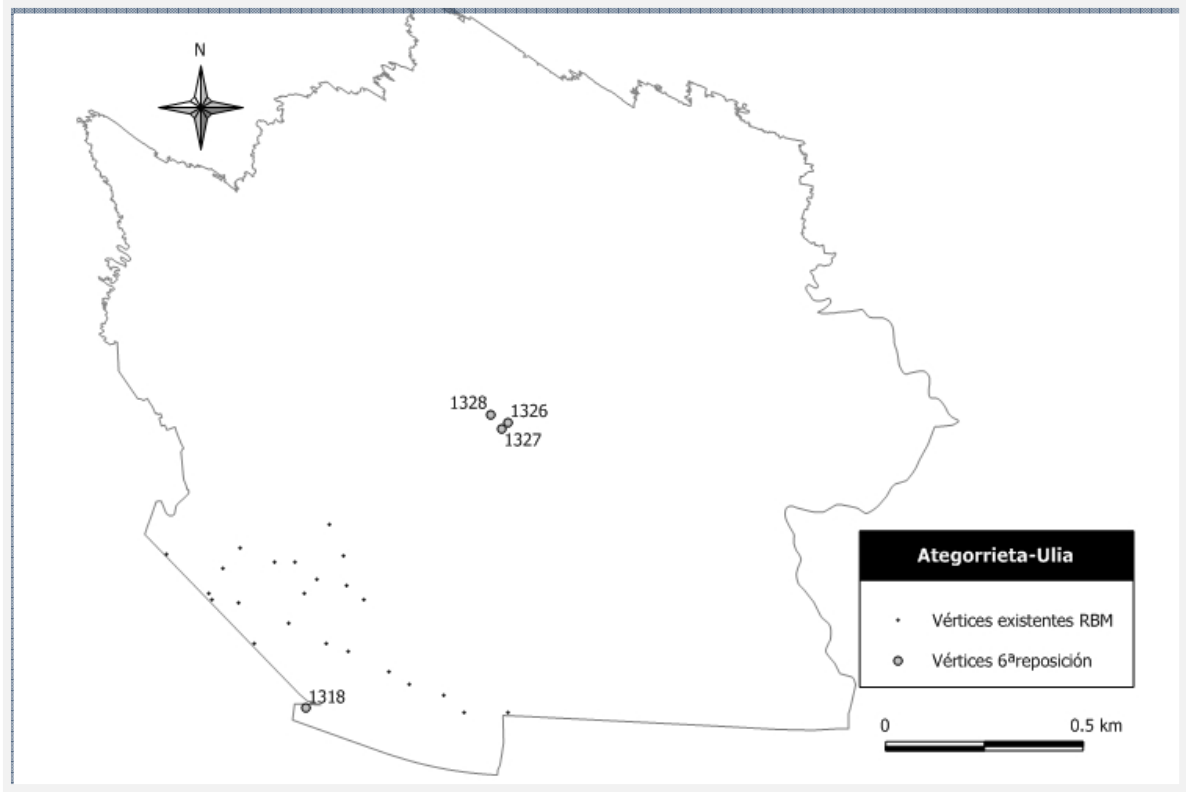 N
1328
1326
1327
1318
Ategorrieta-Ulia
Vértices existentes RBM
Vértices 6ªreposición
0 0.5 km